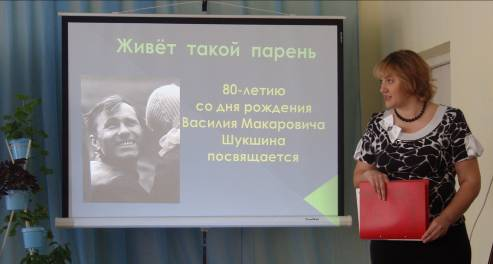 Живёт такой парень
80-летию
со дня рождения
Василия Макаровича
Шукшина
посвящается